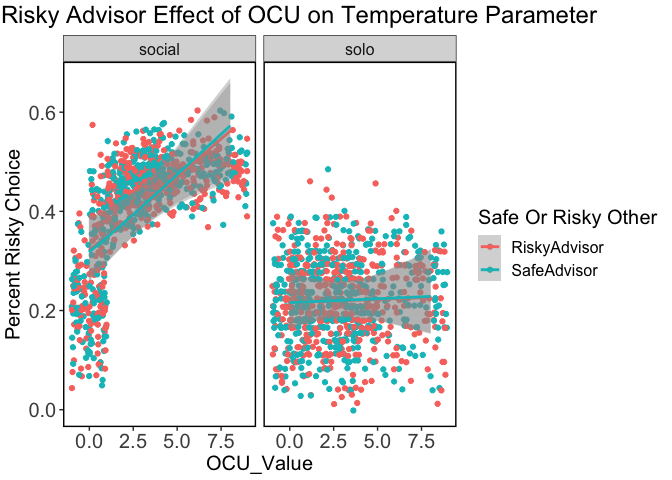 Risky Advisor Effect of OCU on Temperature Parameter
social
solo
Percent Risky Choice
0.6
0.4
0.2
0.0
0.0 2.5 5.0 7.5
0.0 2.5 5.0 7.5
OCU_Value
Safe Or Risky Other
RiskyAdvisor
SafeAdvisor